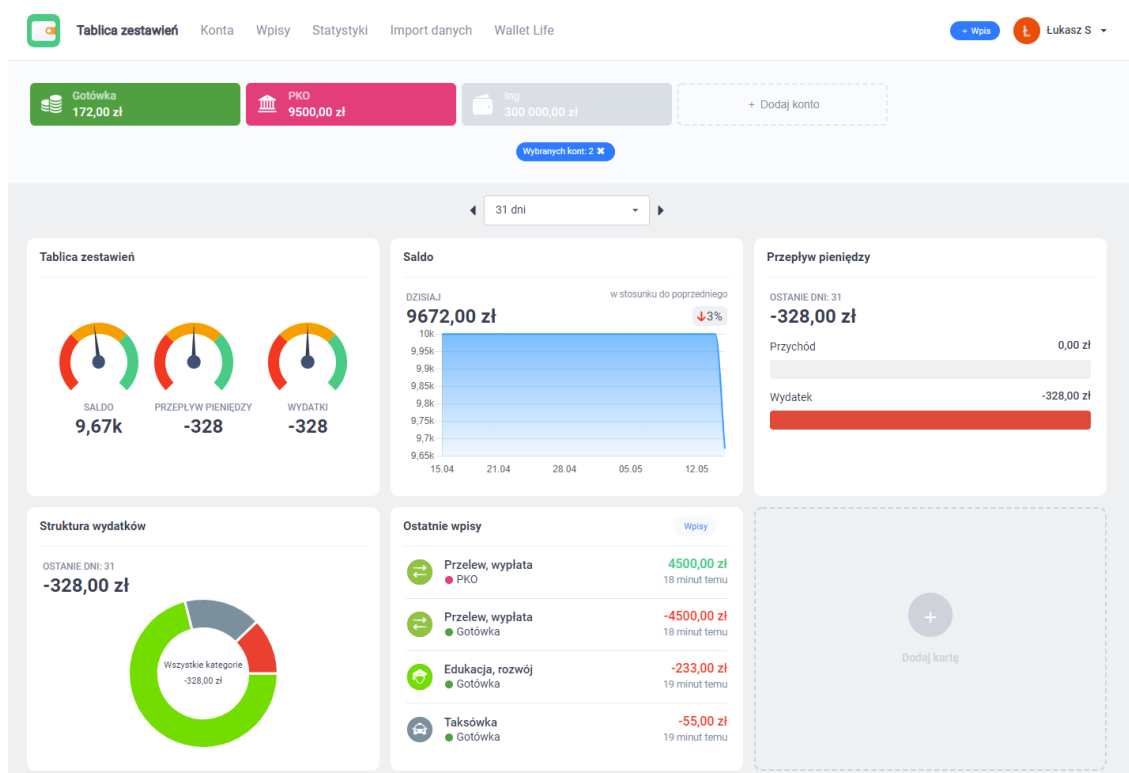 Tablica zestawień
Konta
Wpisy
Statystyki
Import danych
Wallet Life
+ Wpis
Ł
Łukasz S
Gotówka
172,00 zł
PKO
9500,00 zł
Ing
300 000,00 zł
+ Dodaj konto
Wybranych kont: 2 ✖
31 dni
Tablica zestawień
SALDO
9,67k
PRZEPŁYW PIENIĘDZY
-328
WYDATKI
-328
Saldo
DZISIAJ
w stosunku do poprzedniego
9672,00 zł
3%
10k
9,95k
9,9k
9,85k
9,8k
9,75k
9,7k
9,65k
15.04
21.04
28.04
05.05
12.05
Przepływ pieniędzy
OSTANIE DNI: 31
-328,00 zł
Przychód
0,00 zł
Wydatek
-328,00 zł
Struktura wydatków
OSTANIE DNI: 31
-328,00 zł
Wszystkie kategorie
-328,00 zł
Ostatnie wpisy
Wpisy
Przelew, wypłata
4500,00 zł
PKO
18 minut temu
Przelew, wypłata
-4500,00 zł
Gotówka
18 minut temu
Edukacja, rozwój
-233,00 zł
Gotówka
19 minut temu
Taksówka
-55,00 zł
Gotówka
19 minut temu
Dodaj kartę